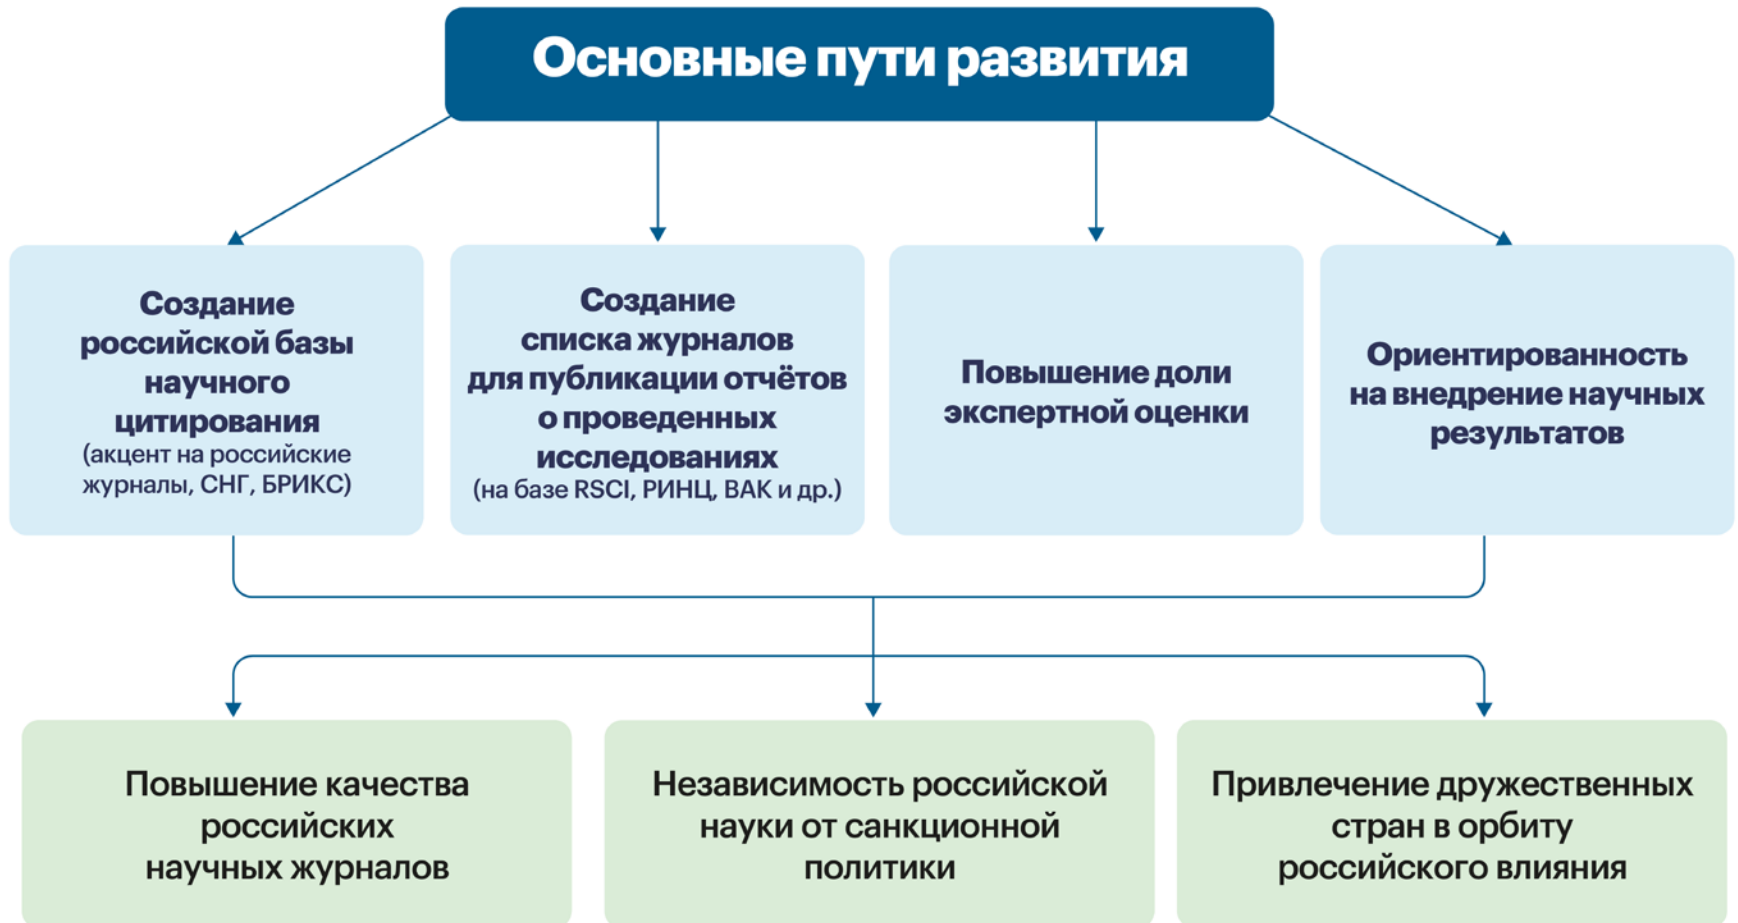 Основные пути развития
Создание
российской базы
научного
цитирования
(акцент на российские
журналы, СНГ, БРИКС)
Создание
списка журналов
для публикации отчётов
о проведенных
исследованиях
(на базе RSCI, РИНЦ, ВАК и др.)
Повышение доли
экспертной оценки
Ориентированность
на внедрение научных
результатов
Повышение качества
российских
научных журналов
Независимость российской
науки от санкционной
политики
Привлечение дружественных
стран в орбиту
российского влияния